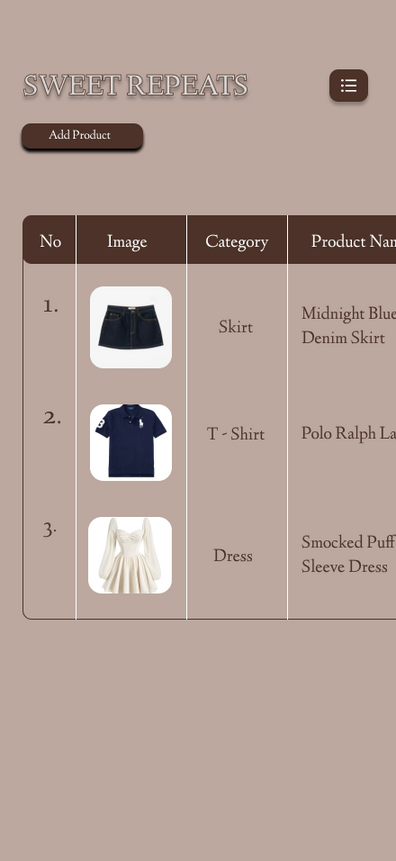 SWEET REPEATS
Add Product
No Image Category Product Nam
1. Skirt Midnight Blue
Denim Skirt
2. T - Shirt Polo Ralph La
3. Dress Smocked Puff
Sleeve Dress